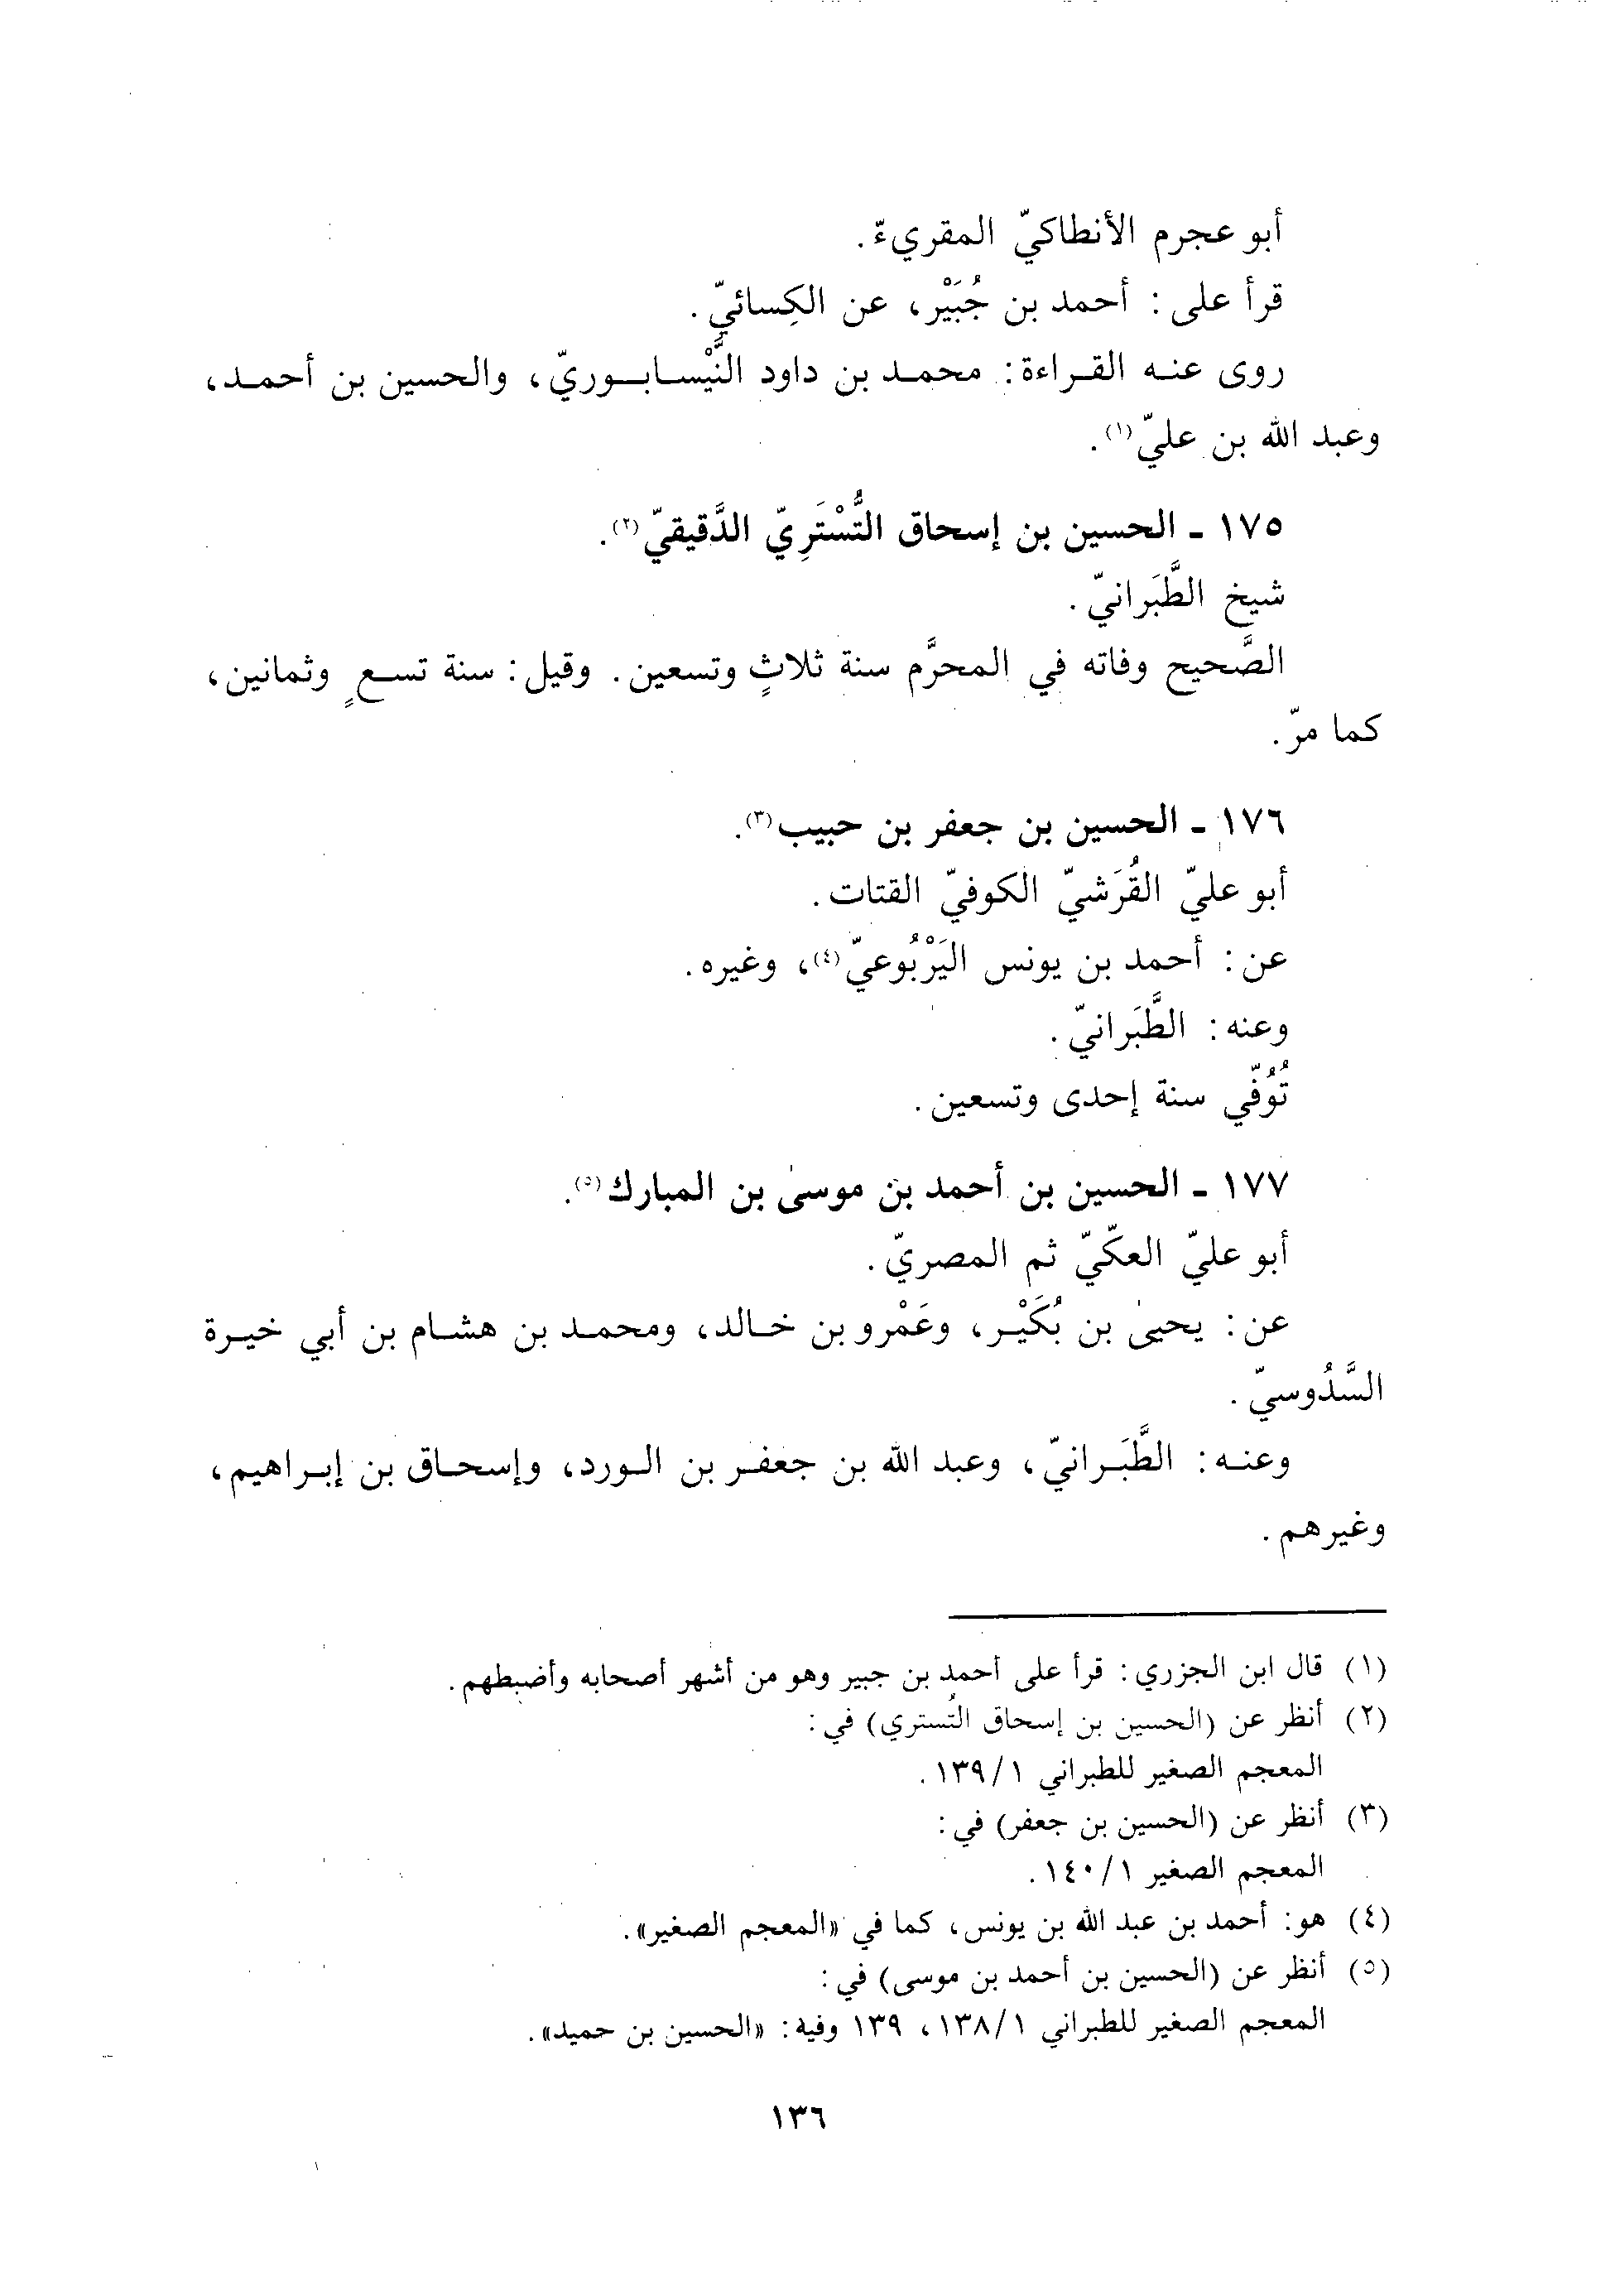 أبو عجرم الأنطاكيّ المقريءّ.
قرأ على: أحمد بن جُبَيْر، عن الكِسائيّ.
روى عنه القراءة: محمد بن داود النَّيْسابوريّ، والحسين بن أحمد،
وعبد الله بن عليّ(١).
١٧٥ ـ الحسين بن إسحاق التُّسْتَرِيّ الدَّقيقيّ(٢).
شيخ الطَّبَرانيّ.
الصَّحيح وفاته في المحرَّم سنة ثلاثٍ وتسعين. وقيل: سنة تسعٍ وثمانين،
كما مرّ.
١٧٦ ـ الحسين بن جعفر بن حبيب(٣).
أبو عليّ القُرَشيّ الكوفيّ القتات.
عن: أحمد بن يونس اليَرْبُوعيّ(٤)، وغيره.
وعنه: الطَّبَرانيّ.
تُوُفّي سنة إحدى وتسعين.
١٧٧ ـ الحسين بن أحمد بن موسىٰ بن المبارك(٥).
أبو عليّ العكّيّ ثم المصريّ.
عن: يحيىٰ بن بُكَيْر، وعَمْرو بن خالد، ومحمد بن هشام بن أبي خيرة
السَّدُوسيّ.
وعنه: الطَّبَرانيّ، وعبد الله بن جعفر بن الورد، وإسحاق بن إبراهيم،
وغيرهم.
(١) قال ابن الجزري: قرأ على أحمد بن جبير وهو من أشهر أصحابه وأضبطهم.
(٢) أنظر عن (الحسين بن إسحاق التُستري) في:
المعجم الصغير للطبراني ١/١٣٩.
(٣) أنظر عن (الحسين بن جعفر) في:
المعجم الصغير ١/١٤٠.
(٤) هو: أحمد بن عبد الله بن يونس، كما في «المعجم الصغير».
(٥) أنظر عن (الحسين بن أحمد بن موسى) في:
المعجم الصغير للطبراني ١/١٣٨، ١٣٩ وفيه: «الحسين بن حميد».
١٣٦